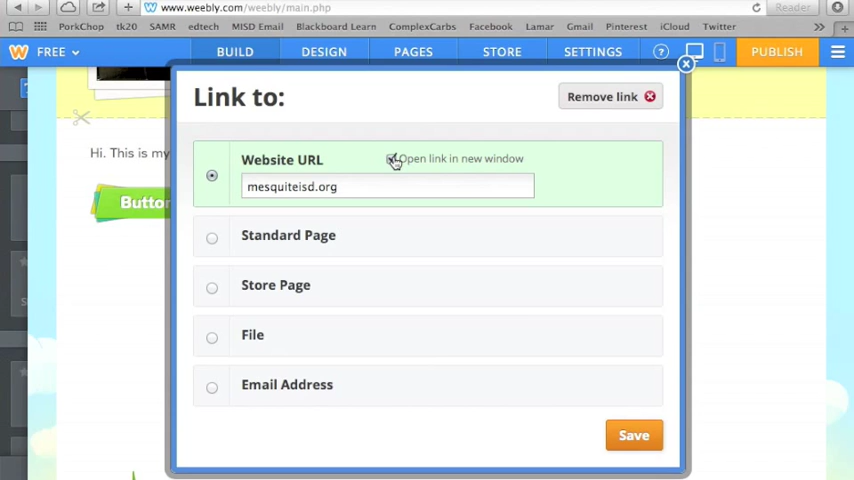 www.weebly.com/weebly/main.php
Reader
PorkChop tk20 SAMR edtech MISD Email Blackboard Learn ComplexCarbs Facebook Lamar Gmail Pinterest iCloud Twitter
FREE BUILD DESIGN PAGES STORE SETTINGS ? PUBLISH
Link to:
Remove link
Hi. This is my
Website URL
Open link in new window
mesquiteisd.org
Button
Standard Page
Store Page
File
Email Address
Save